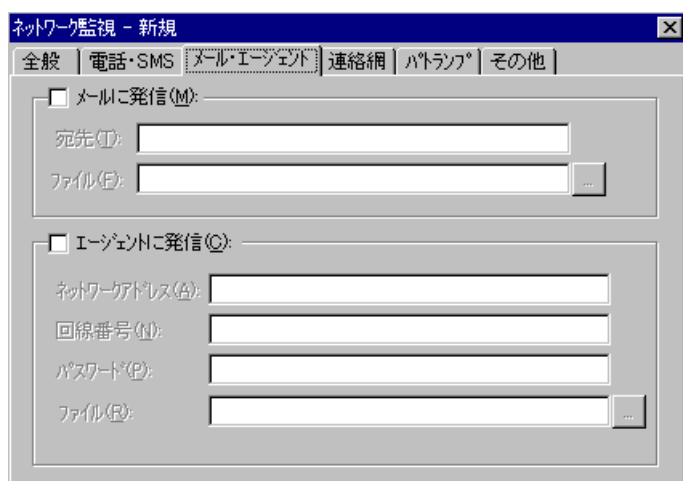 ネットワーク監視 - 新規
全般 電話・SMS メール・エージェント 連絡網 パトランプ その他
メールに発信(M):
宛先(T):
ファイル(F):
...
エージェントに発信(C):
ネットワークアドレス(A):
回線番号(N):
パスワード(P):
ファイル(R):
...